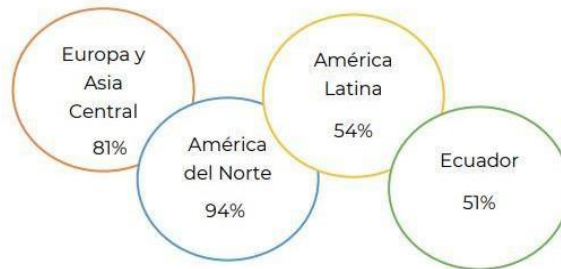 Europa y
Asia
Central
81%
América
del Norte
94%
América
Latina
54%
Ecuador
51%